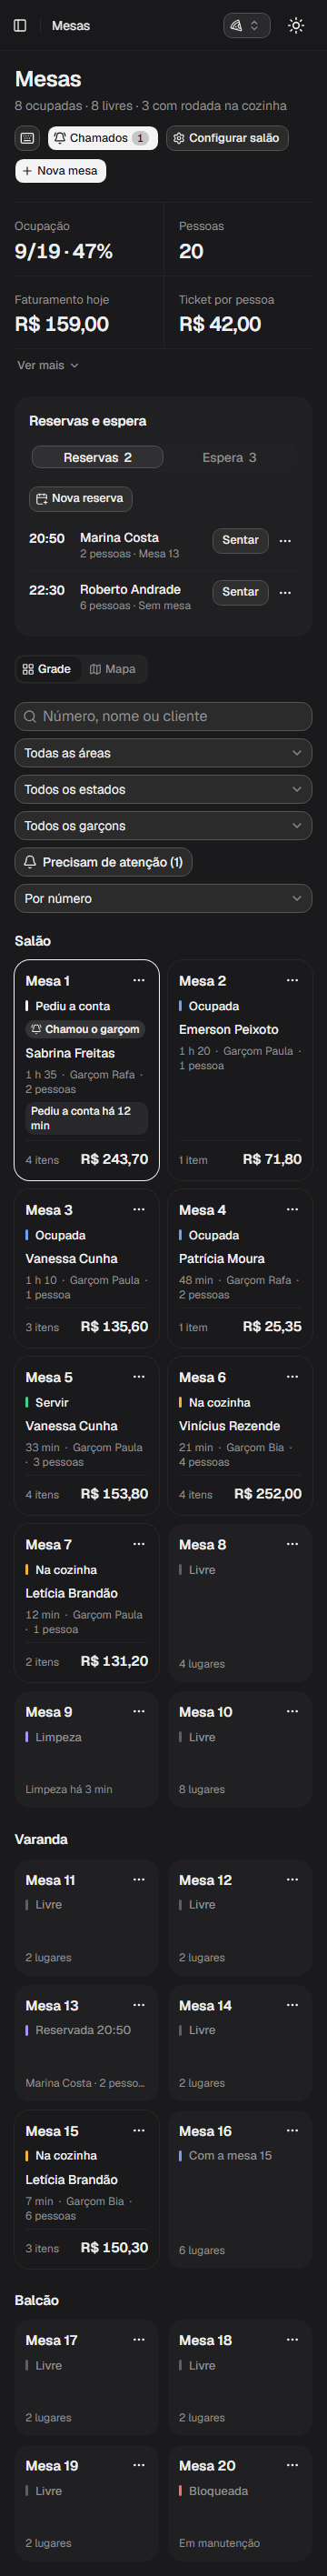 Mesas
Mesas
8 ocupadas · 8 livres · 3 com rodada na cozinha
Chamados 1
Configurar salão
+ Nova mesa
Ocupação
Pessoas
9/19 · 47%
20
Faturamento hoje
Ticket por pessoa
R$ 159,00
R$ 42,00
Ver mais
Reservas e espera
Reservas 2
Espera 3
Nova reserva
20:50
Marina Costa
2 pessoas · Mesa 13
Sentar
22:30
Roberto Andrade
6 pessoas · Sem mesa
Sentar
Grade
Mapa
Número, nome ou cliente
Todas as áreas
Todos os estados
Todos os garçons
Precisam de atenção (1)
Por número
Salão
Mesa 1
Pediu a conta
Chamou o garçom
Sabrina Freitas
1 h 35 · Garçom Rafa ·
2 pessoas
Pediu a conta há 12
min
4 itens
R$ 243,70
Mesa 2
Ocupada
Emerson Peixoto
1 h 20 · Garçom Paula ·
1 pessoa
1 item
R$ 71,80
Mesa 3
Ocupada
Vanessa Cunha
1 h 10 · Garçom Paula ·
1 pessoa
3 itens
R$ 135,60
Mesa 4
Ocupada
Patrícia Moura
48 min · Garçom Rafa ·
2 pessoas
1 item
R$ 25,35
Mesa 5
Servir
Vanessa Cunha
33 min · Garçom Paula
· 3 pessoas
4 itens
R$ 153,80
Mesa 6
Na cozinha
Vinícius Rezende
21 min · Garçom Bia ·
4 pessoas
4 itens
R$ 252,00
Mesa 7
Na cozinha
Letícia Brandão
12 min · Garçom Paula
· 1 pessoa
2 itens
R$ 131,20
Mesa 8
Livre
4 lugares
Mesa 9
Limpeza
Limpeza há 3 min
Mesa 10
Livre
8 lugares
Varanda
Mesa 11
Livre
2 lugares
Mesa 12
Livre
2 lugares
Mesa 13
Reservada 20:50
Marina Costa · 2 pesso...
Mesa 14
Livre
2 lugares
Mesa 15
Na cozinha
Letícia Brandão
7 min · Garçom Bia ·
6 pessoas
3 itens
R$ 150,30
Mesa 16
Com a mesa 15
6 lugares
Balcão
Mesa 17
Livre
2 lugares
Mesa 18
Livre
2 lugares
Mesa 19
Livre
2 lugares
Mesa 20
Bloqueada
Em manutenção